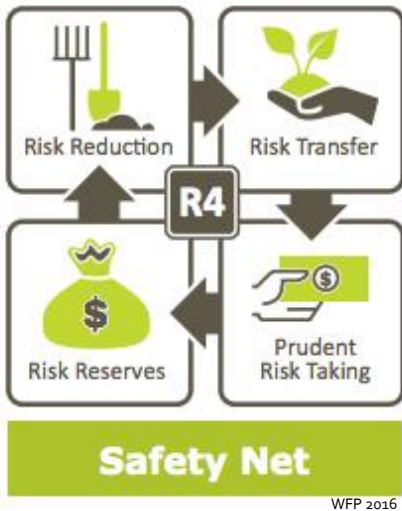 Risk Reduction
Risk Transfer
R4
$
$
Risk Reserves
Prudent
Risk Taking
Safety Net
WFP 2016